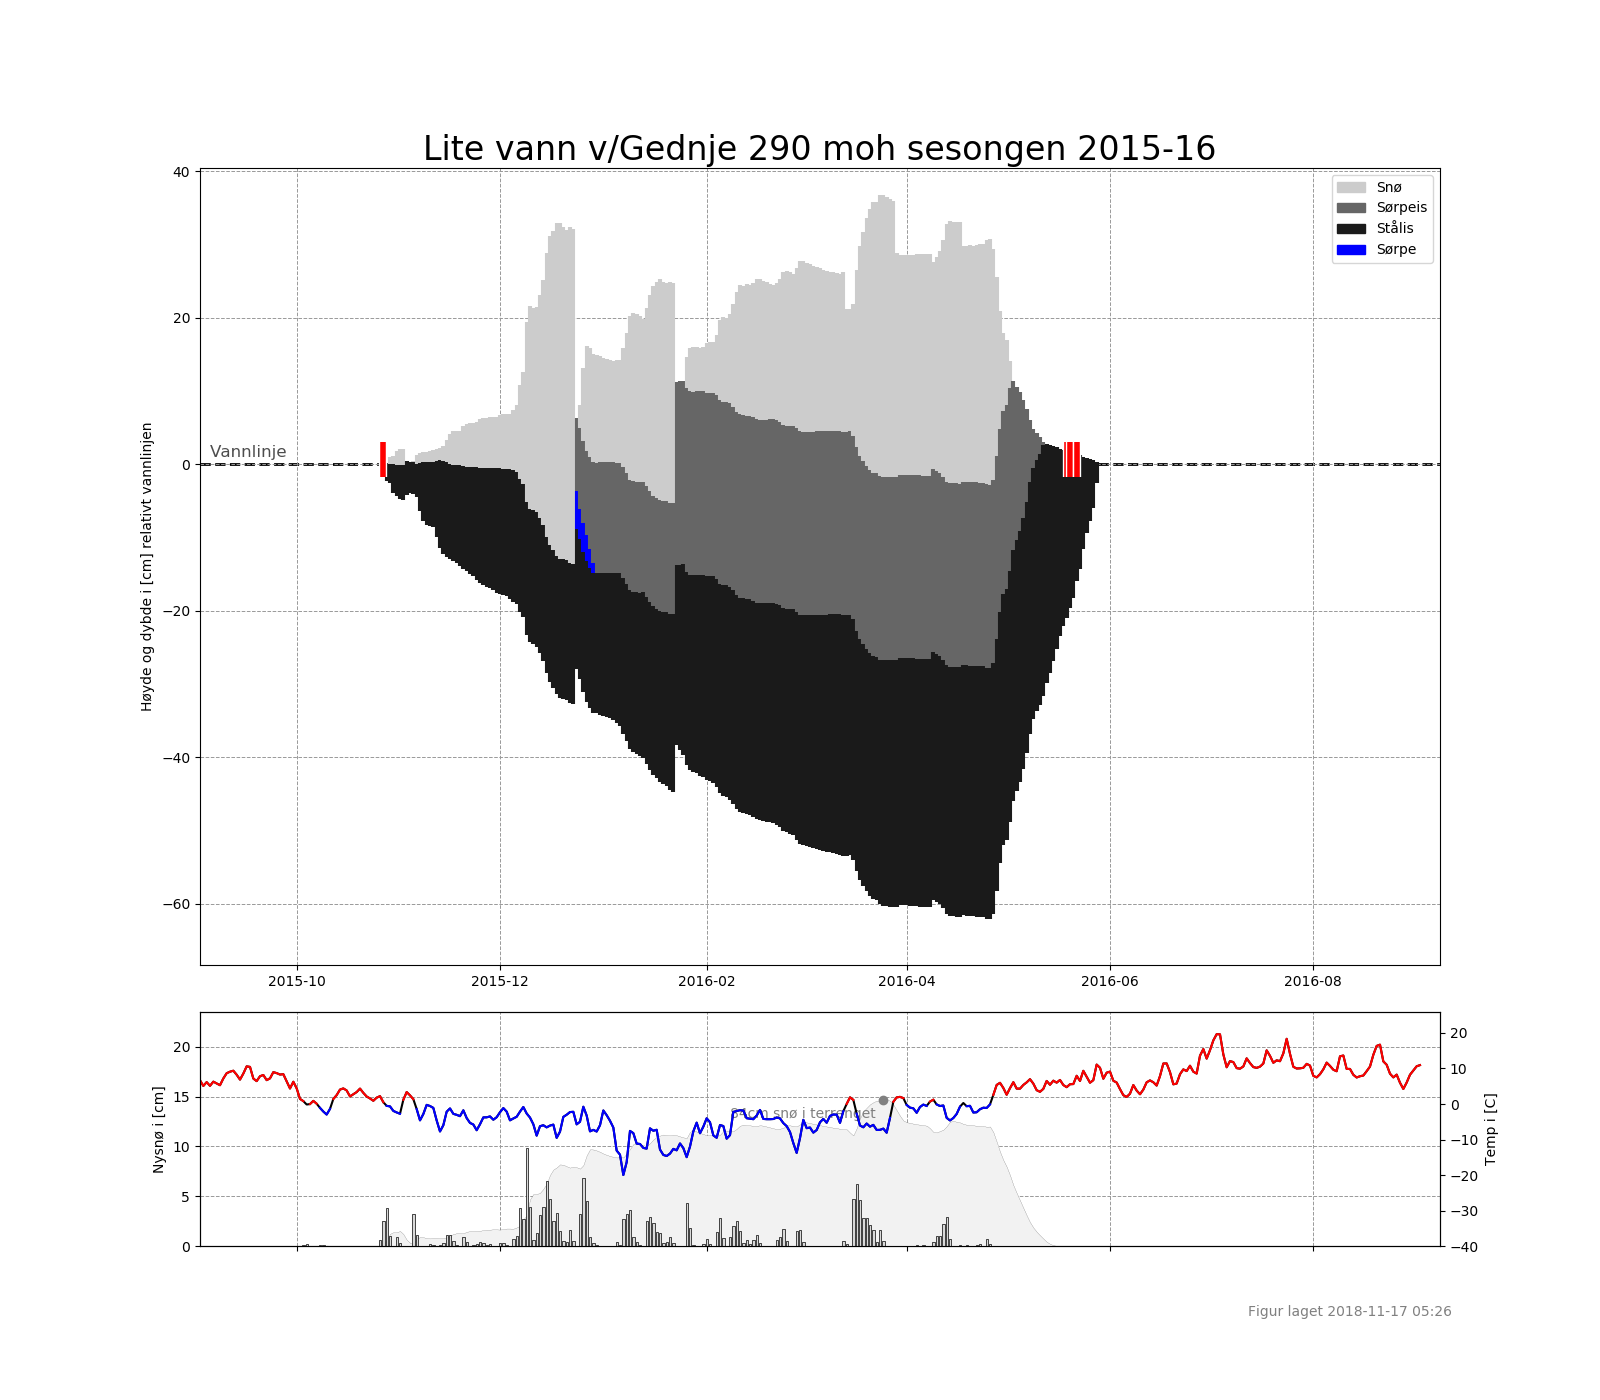 Lite vann v/Gednje 290 moh sesongen 2015-16
Høyde og dybde i [cm] relativt vannlinjen
40
20
0
−20
−40
−60
Vannlinje
Snø
Sørpeis
Stålis
Sørpe
2015-10
2015-12
2016-02
2016-04
2016-06
2016-08
Nysnø i [cm]
20
15
10
5
0
snø i terrenget
20
10
0
−10
−20
−30
−40
Temp i [C]
Figur laget 2018-11-17 05:26